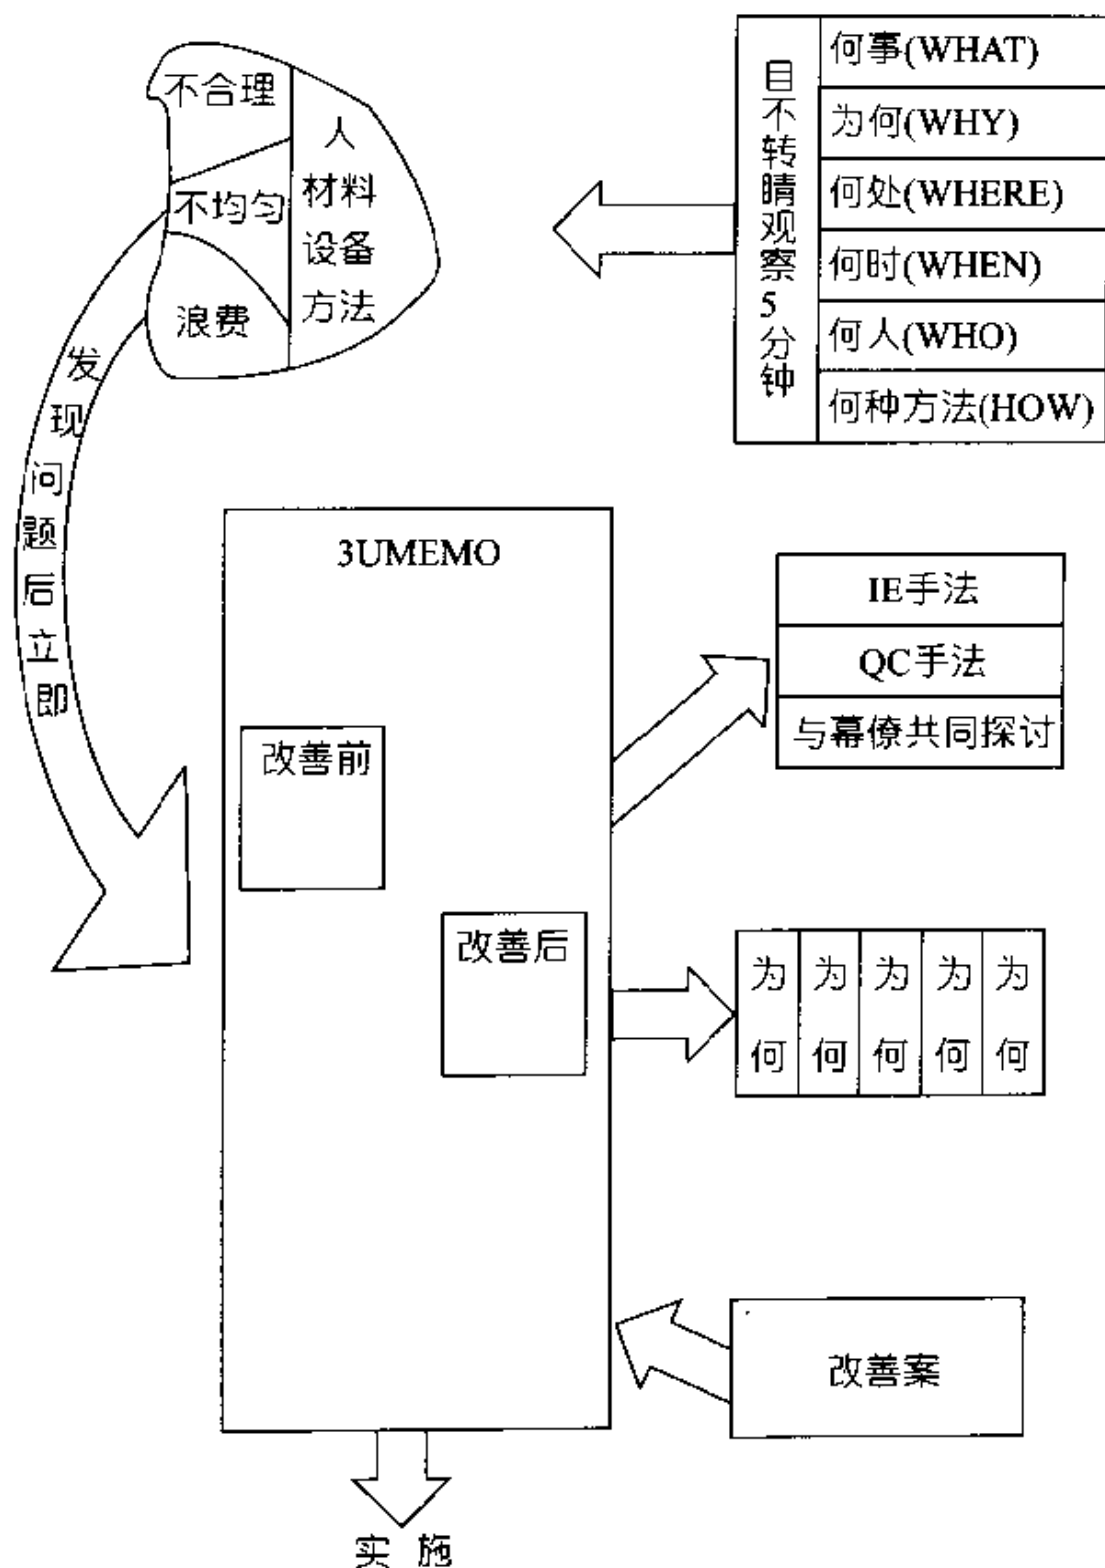 不合理
不均匀
浪费
人
材料
设备
方法
目不转睛观察5分钟
何事(WHAT)
为何(WHY)
何处(WHERE)
何时(WHEN)
何人(WHO)
何种方法(HOW)
发现问题后立即
3UMEMO
改善前
改善后
IE手法
QC手法
与幕僚共同探讨
为何
为何
为何
为何
为何
改善案
实施